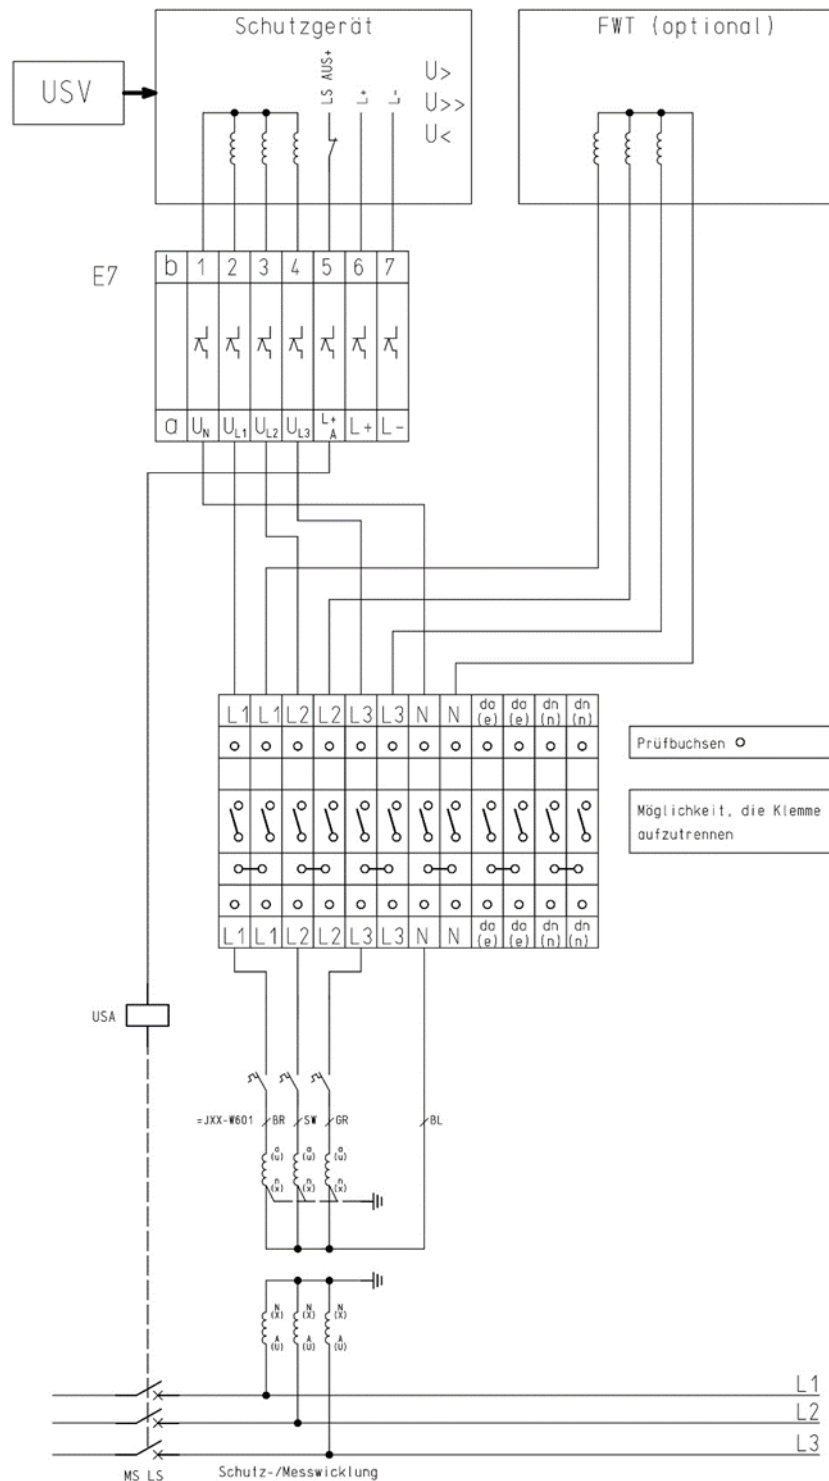 Schutzgerät
FWT (optional)
USV
LS AUS+
L+
L-
U>
U>>
U<
E7
b 1 2 3 4 5 6 7
a UN UL1 UL2 UL3 L+ A L+ L-
L1 L1 L2 L2 L3 L3 N N da (e) da (e) dn (n) dn (n)
Prüfbuchsen
Möglichkeit, die Klemme
aufzutrennen
L1 L1 L2 L2 L3 L3 N N da (e) da (e) dn (n) dn (n)
USA
=JXX-W601 BR SW GR BL
a (u) a (u) a (u)
n (x) n (x) n (x)
N (X) N (X) N (X)
A (U) A (U) A (U)
L1
L2
L3
MS LS
Schutz-/Messwicklung